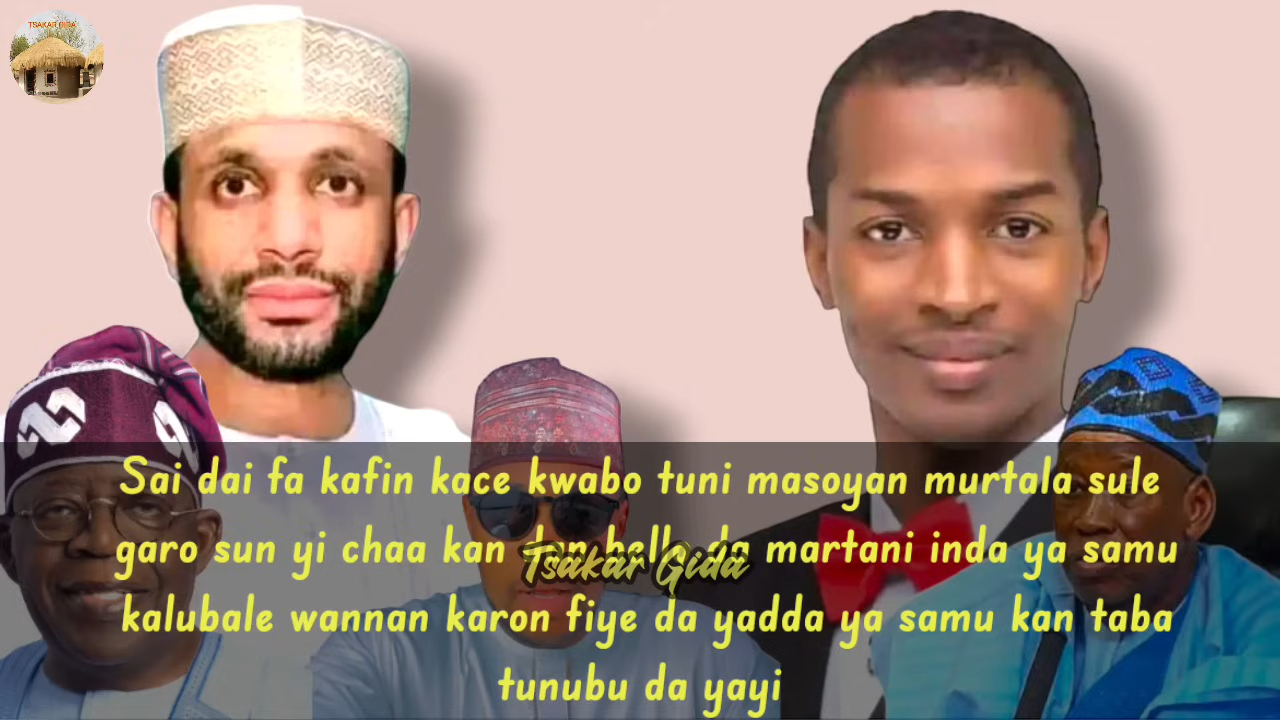 TSAKAR GIDA
Sai dai fa kafin kace kwabo tuni masoyan murtala sule
garo sun yi chaa kan dan bello da martani inda ya samu
Tsakar Gida
kalubale wannan karon fiye da yadda ya samu kan taba
tunubu da yayi